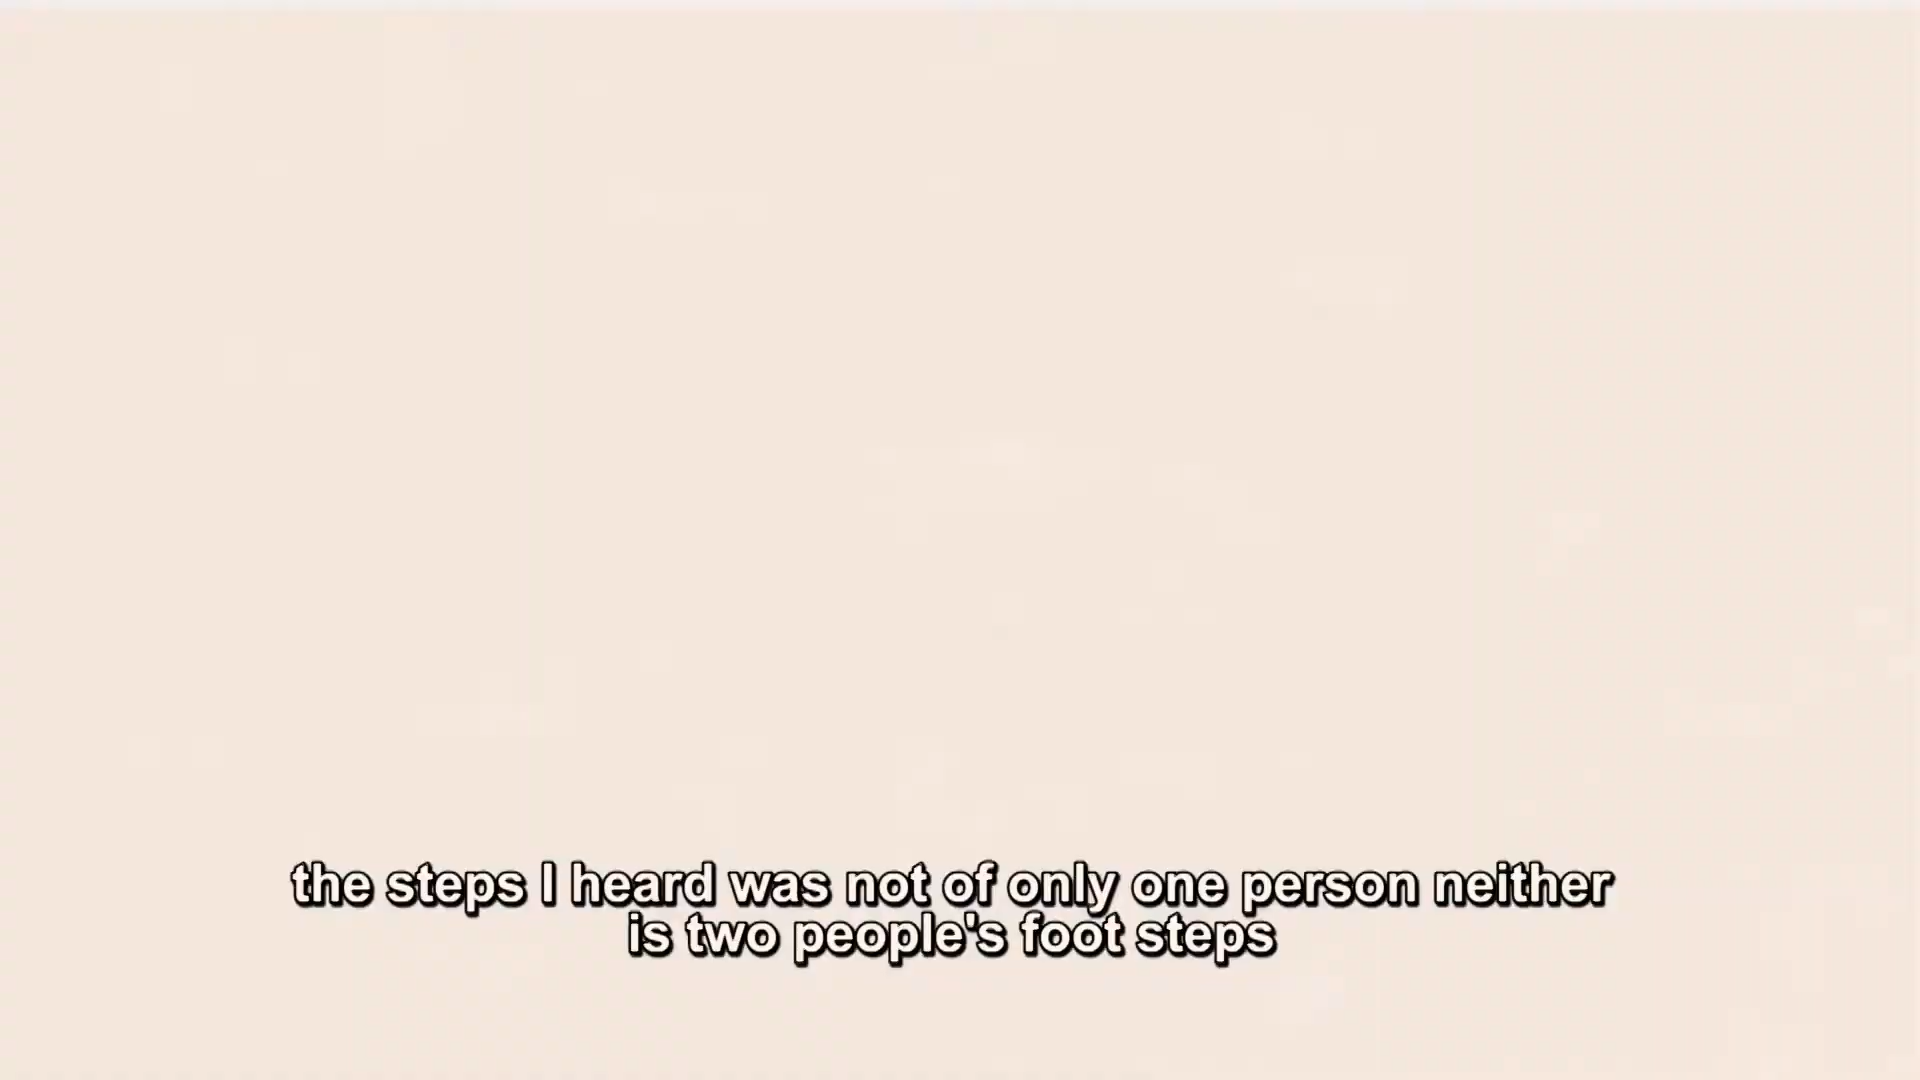 the steps I heard was not of only one person neither
is two people's foot steps